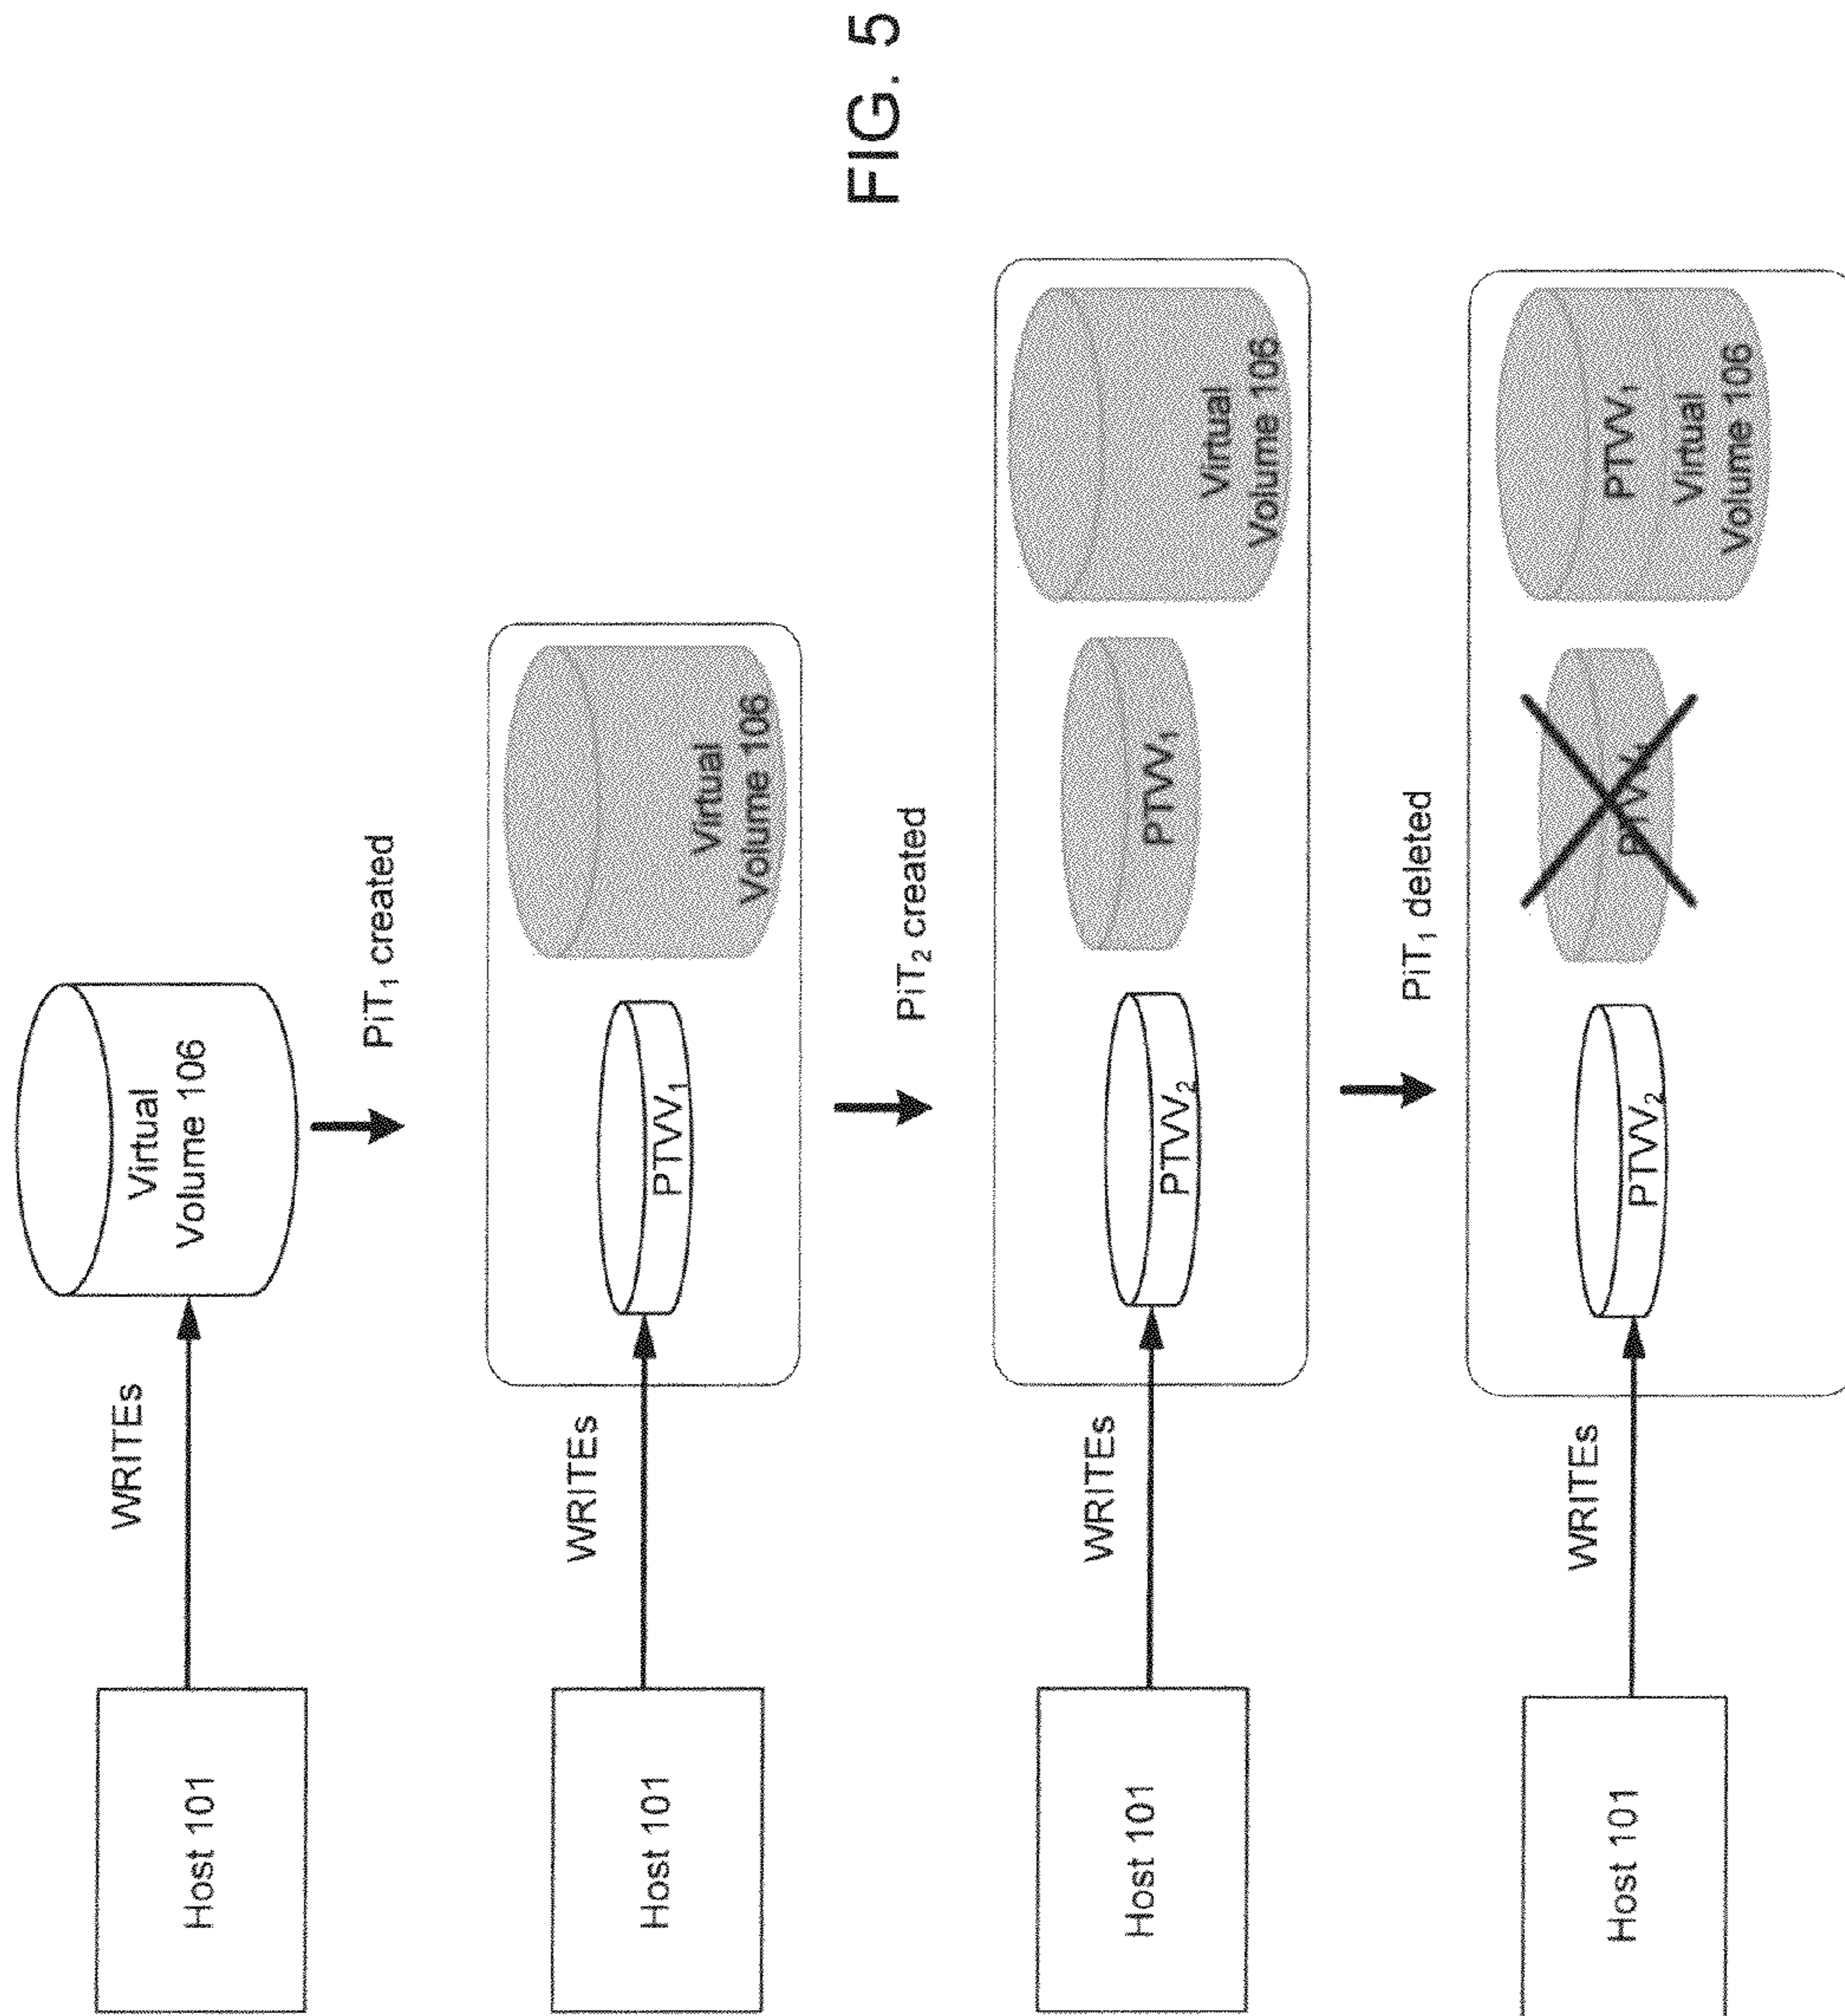 Host 101
WRITEs
Virtual
Volume 106
PiT₁ created
Host 101
WRITEs
PTVV₁
Virtual
Volume 106
PiT₂ created
Host 101
WRITEs
PTVV₂
PTVV₁
Virtual
Volume 106
PiT₁ deleted
Host 101
WRITEs
PTVV₂
PTVV₁
PTVV₁
Virtual
Volume 106
FIG. 5